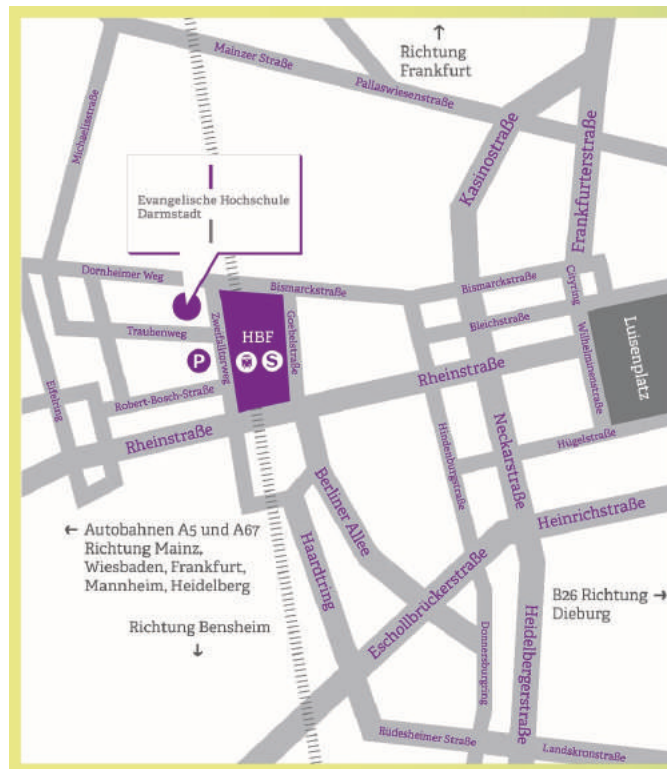 Richtung
Frankfurt
Mainzer Straße
Pallaswiesenstraße
Michaelisstraße
Kasinostraße
Frankfurterstraße
Evangelische Hochschule
Darmstadt
Dornheimer Weg
Bismarckstraße
Bismarckstraße
Cityring
Traubenweg
Zweifalltorweg
HBF
S
Goebelstraße
Bleichstraße
Wilhelminenstraße
Luisenplatz
P
Eifelring
Robert-Bosch-Straße
Rheinstraße
Rheinstraße
Hindenburgstraße
Neckarstraße
Hügelstraße
Berliner Allee
Haardtring
Heinrichstraße
← Autobahnen A5 und A67
Richtung Mainz,
Wiesbaden, Frankfurt,
Mannheim, Heidelberg
Richtung Bensheim
Eschollbrückerstraße
Donnersburgring
Heidelbergerstraße
B26 Richtung →
Dieburg
Rüdesheimer Straße
Landskronstraße